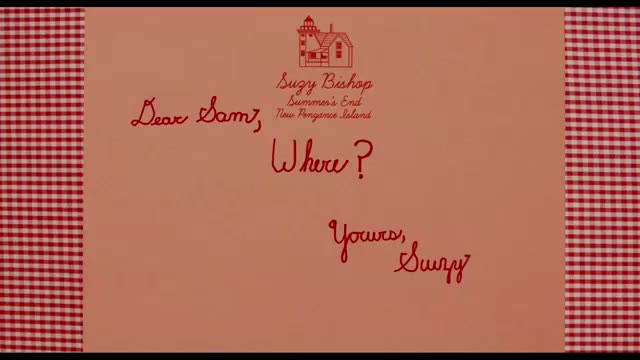 Suzy Bishop
Summer's End
New Penzance Island
Dear Sam,
Where?
Yours,
Suzy